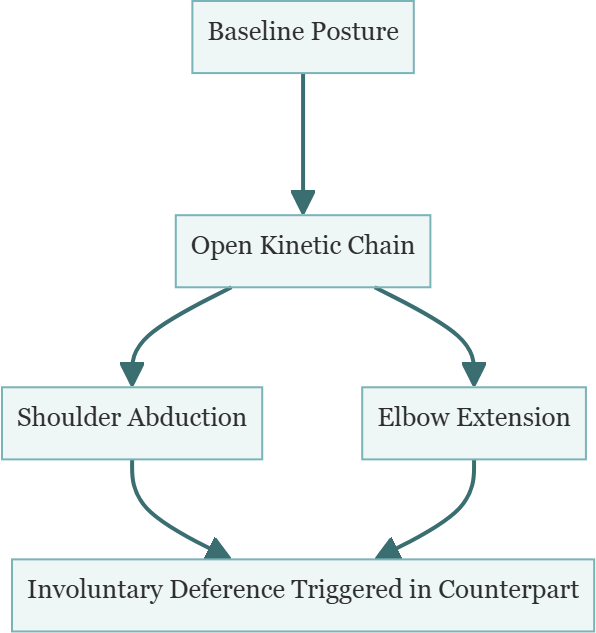 Baseline Posture
Open Kinetic Chain
Shoulder Abduction
Elbow Extension
Involuntary Deference Triggered in Counterpart